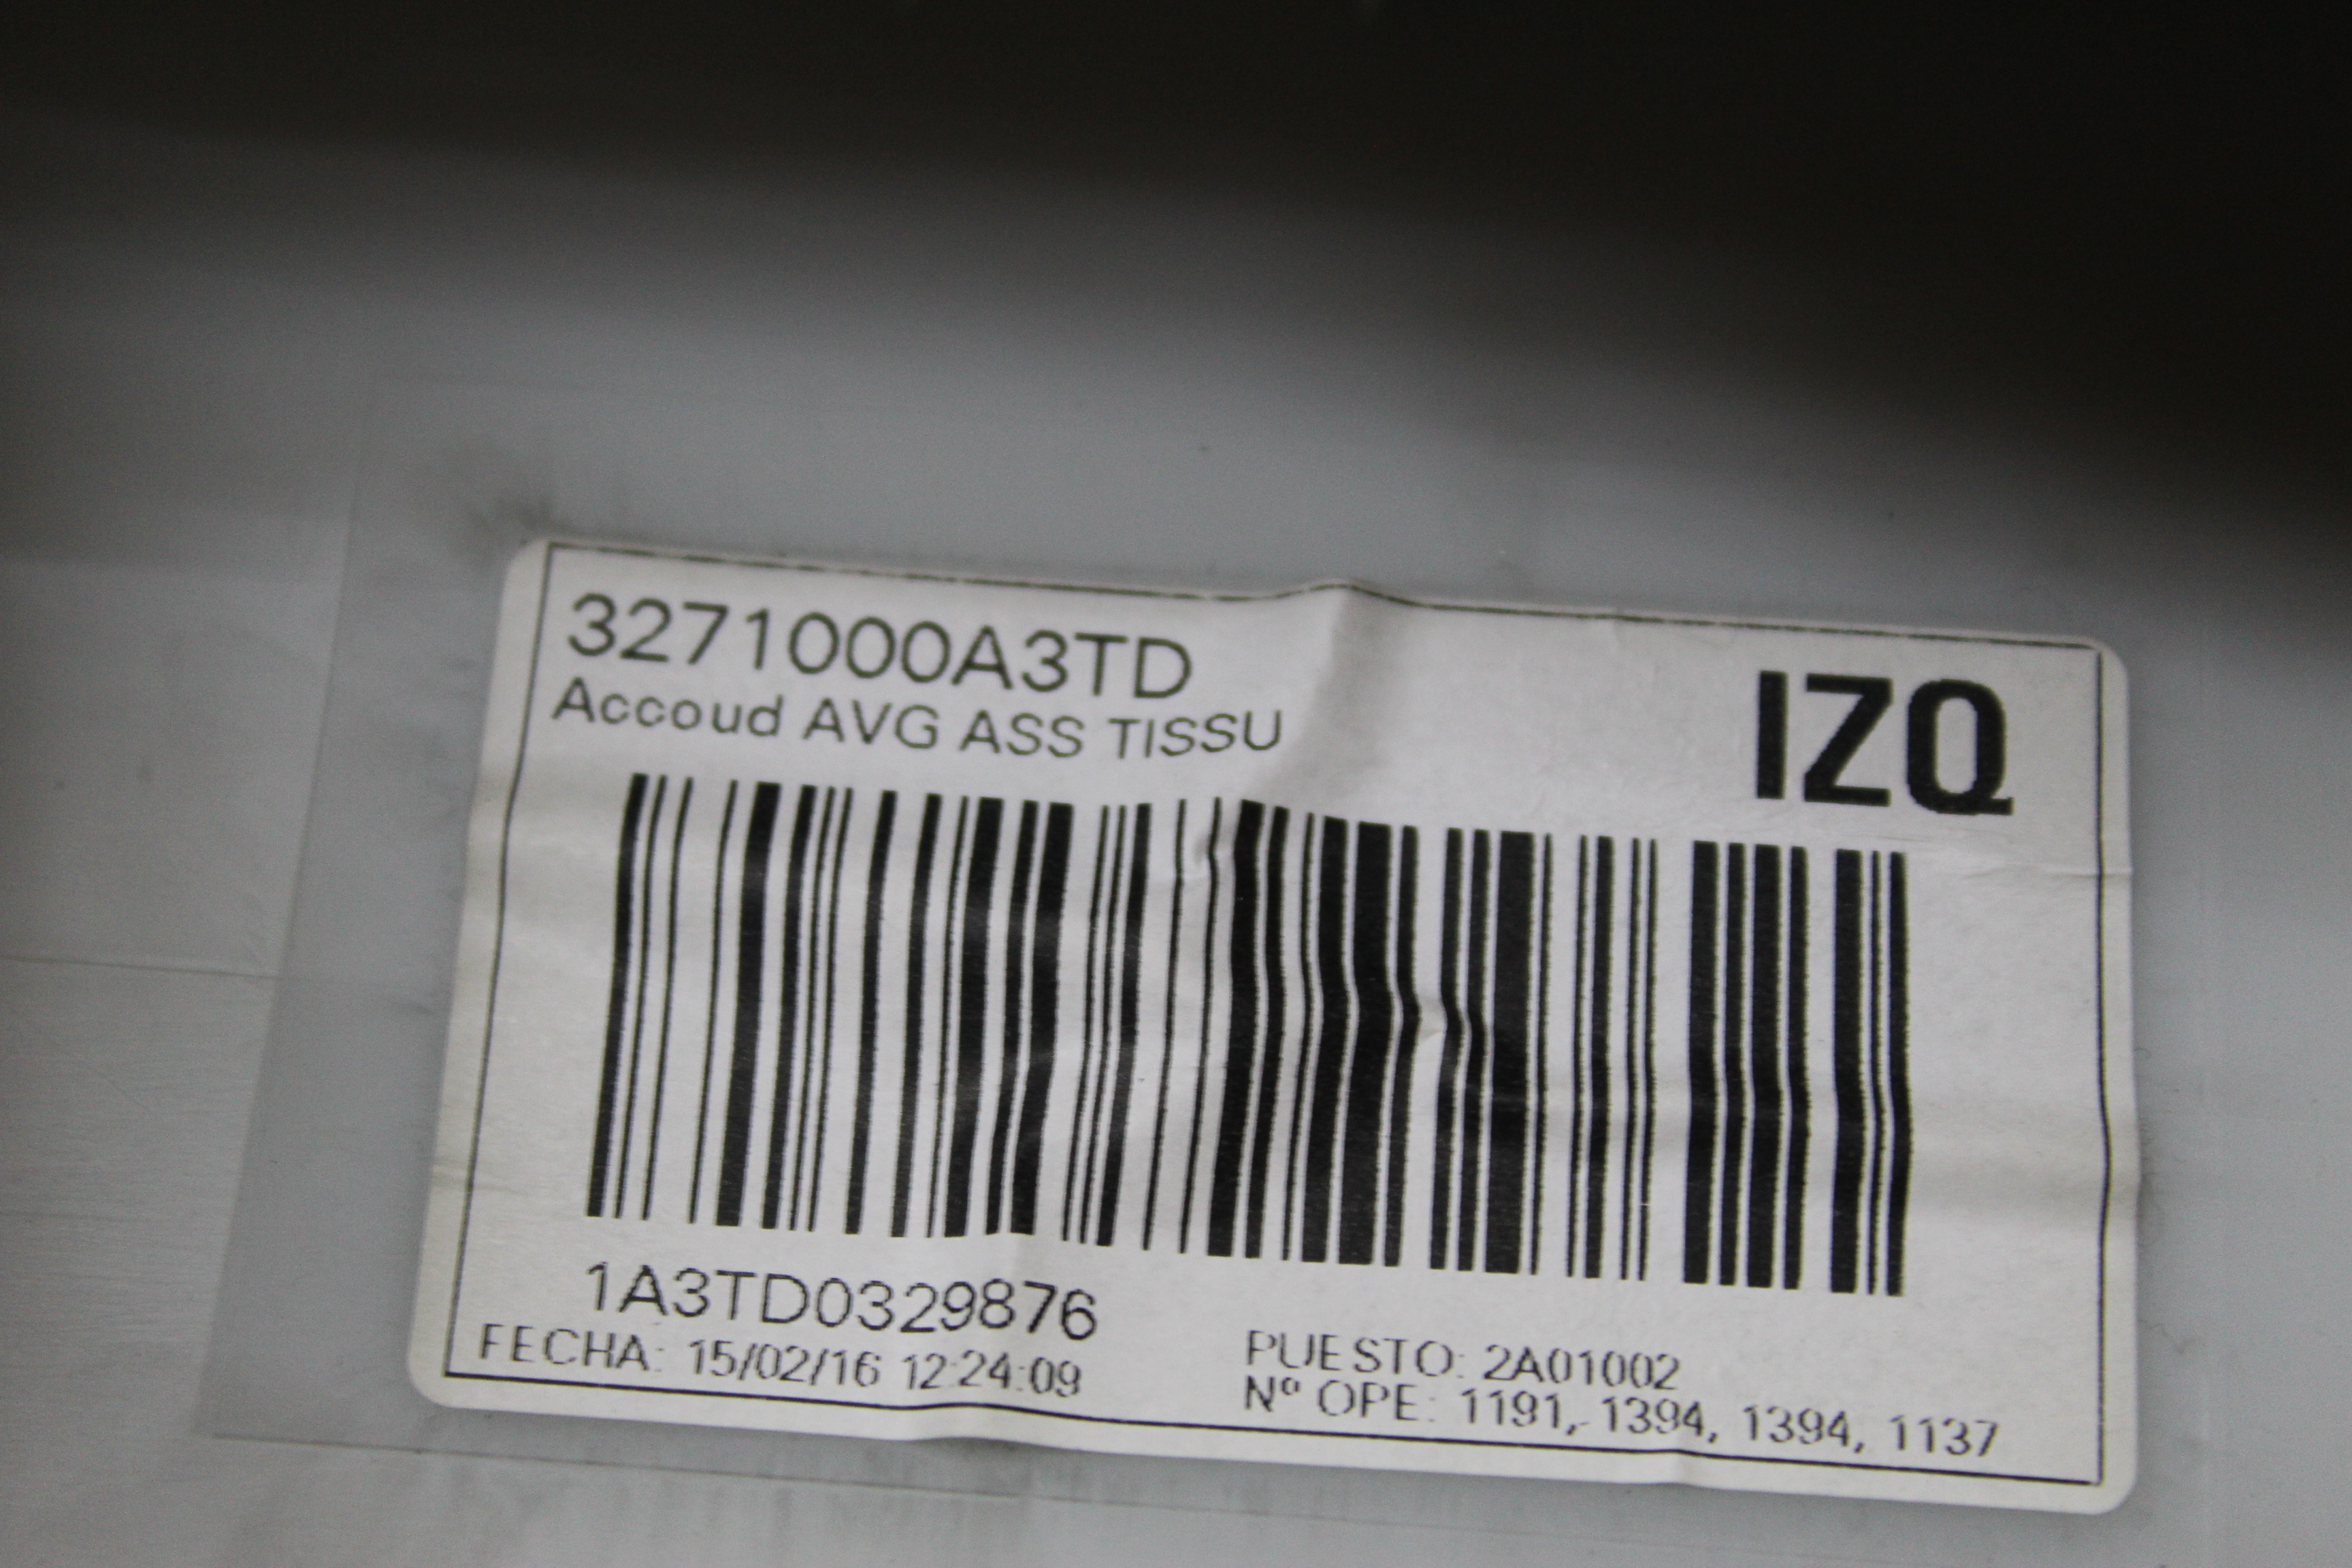 3271000A3TD
Accoud AVG ASS TISSU
IZQ
1A3TD0329876
FECHA: 15/02/16 12:24:09
PUESTO: 2A01002
Nº OPE: 1191, 1394, 1394, 1137